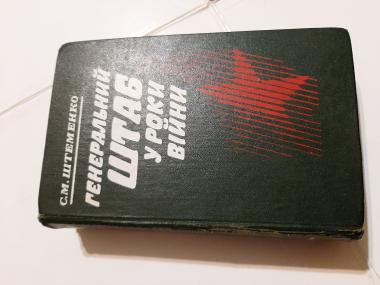 С.М. ШТЕМЕНКО
ГЕНЕРАЛЬНИЙ
ШТАБ
У РОКИ
ВІЙНИ